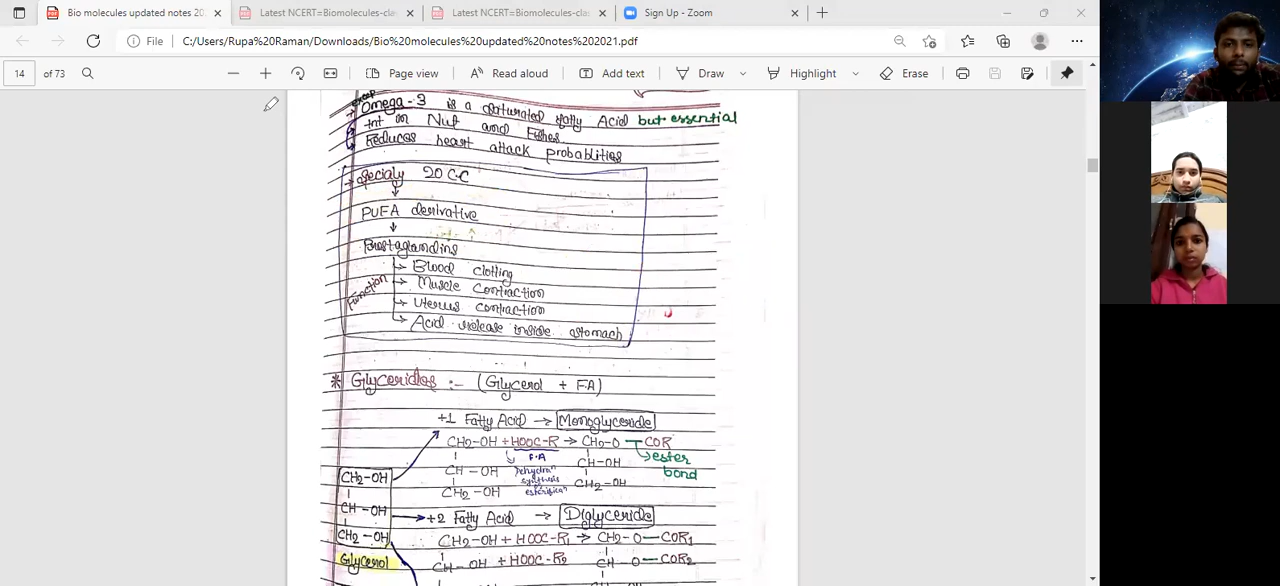 Bio molecules updated notes 20
Latest NCERT=Biomolecules-cla
Latest NCERT=Biomolecules-cla
Sign Up - Zoom
File
C:/Users/Rupa%20Raman/Downloads/Bio%20molecules%20updated%20notes%202021.pdf
14 of 73
Page view
Read aloud
Add text
Draw
Highlight
Erase
Omega-3 is a saturated fatty Acid but essential
Int in Nut and Fishes
Reduces heart attack probablities
Specialy 20 C.C
PUFA derivative
Prostaglandins
Function
Blood clotting
Muscle contraction
Uterus contraction
Acid release inside stomach
* Glycerides :- (Glycerol + F.A)
+1 Fatty Acid → Monoglyceride
CH2-OH + HOOC-R → CH2-O-COR
F.A
ester bond
CH-OH
CH-OH
CH2-OH
CH2-OH
CH2-OH
CH-OH
CH2-OH
Glycerol
+2 Fatty Acid → Diglyceride
CH2-OH + HOOC-R1 → CH2-O-COR1
CH-OH + HOOC-R2
CH-O-COR2